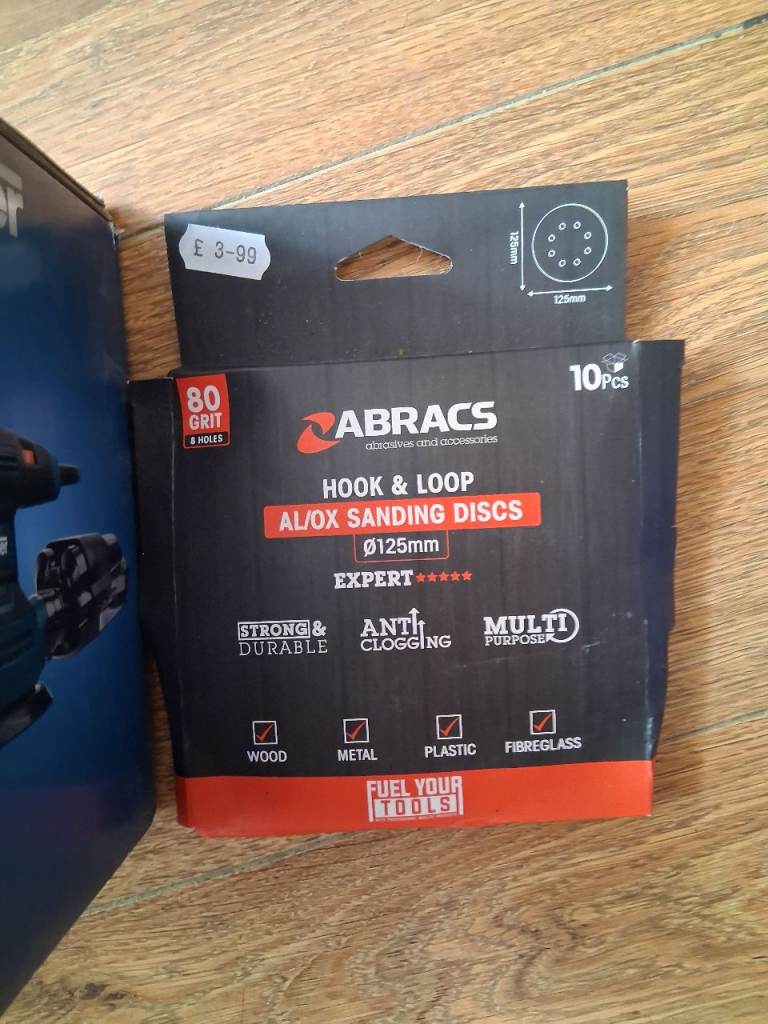 £ 3-99
125mm
125mm
80
GRIT
8 HOLES
10Pcs
ABRACS
abrasives and accessories
HOOK & LOOP
AL/OX SANDING DISCS
Ø125mm
EXPERT★★★★★
STRONG &
DURABLE
ANTI
CLOGGING
MULTI
PURPOSE
WOOD
METAL
PLASTIC
FIBREGLASS
FUEL YOUR
TOOLS